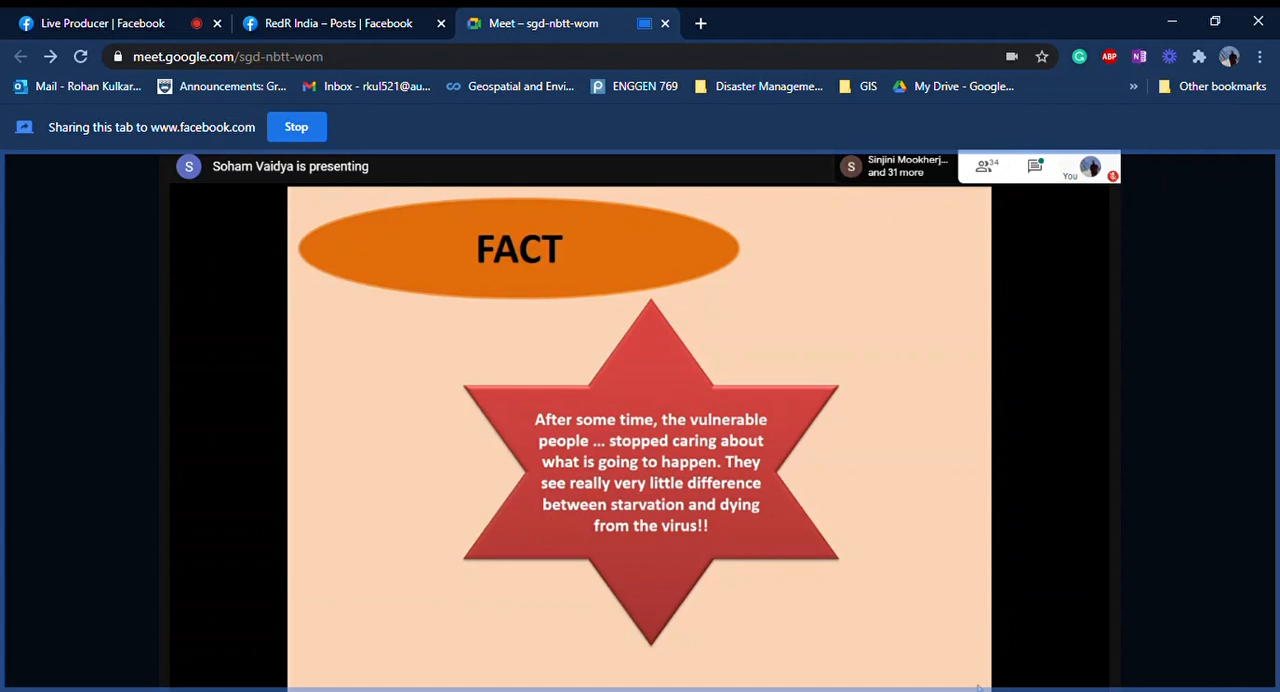 Live Producer | Facebook
RedR India – Posts | Facebook
Meet – sgd-nbtt-wom
meet.google.com/sgd-nbtt-wom
Mail - Rohan Kulkar...
Announcements: Gr...
Inbox - rkul521@au...
Geospatial and Envi...
ENGGEN 769
Disaster Manageme...
GIS
My Drive - Google...
Other bookmarks
Sharing this tab to www.facebook.com
Stop
S
Soham Vaidya is presenting
S
Sinjini Mookherj...
and 31 more
34
You
FACT
After some time, the vulnerable
people ... stopped caring about
what is going to happen. They
see really very little difference
between starvation and dying
from the virus!!